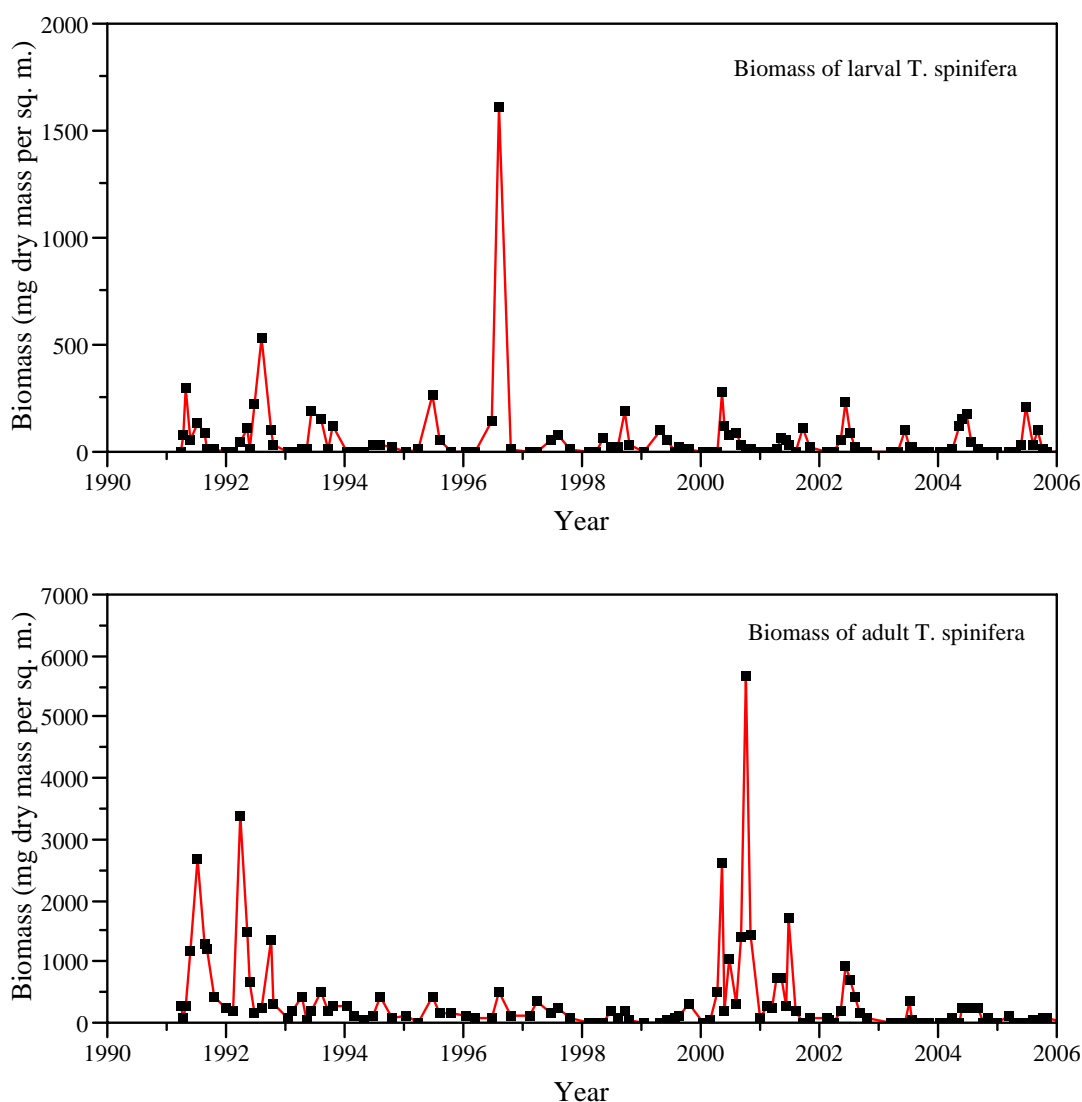 2000
Biomass of larval T. spinifera
1500
1000
500
0
Biomass (mg dry mass per sq. m.)
1990 1992 1994 1996 1998 2000 2002 2004 2006
Year
7000
Biomass of adult T. spinifera
6000
5000
4000
3000
2000
1000
0
Biomass (mg dry mass per sq. m.)
1990 1992 1994 1996 1998 2000 2002 2004 2006
Year